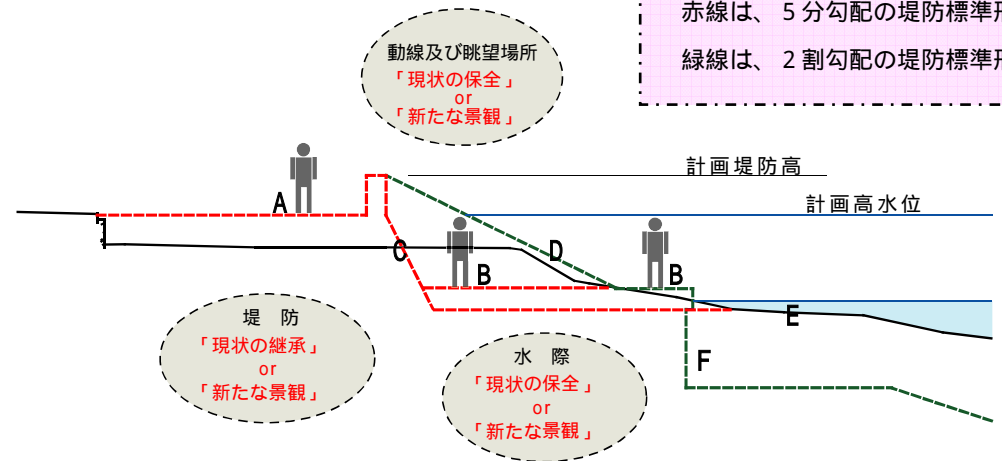 赤線は、5分勾配の堤防標準形
緑線は、2割勾配の堤防標準形
動線及び眺望場所
「現状の保全」
or
「新たな景観」
計画堤防高
計画高水位
A
C
B
D
B
E
F
堤 防
「現状の継承」
or
「新たな景観」
水 際
「現状の保全」
or
「新たな景観」